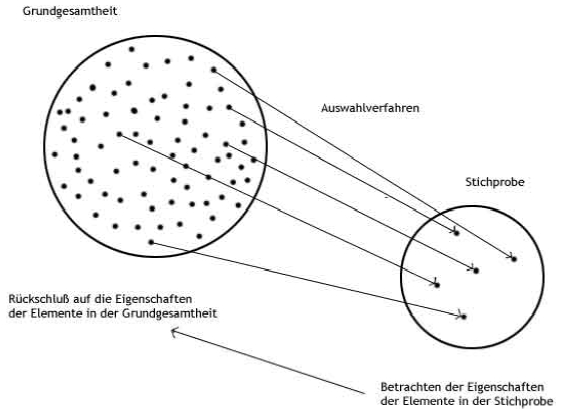 Grundgesamtheit
Auswahlverfahren
Stichprobe
Rückschluß auf die Eigenschaften
der Elemente in der Grundgesamtheit
Betrachten der Eigenschaften
der Elemente in der Stichprobe